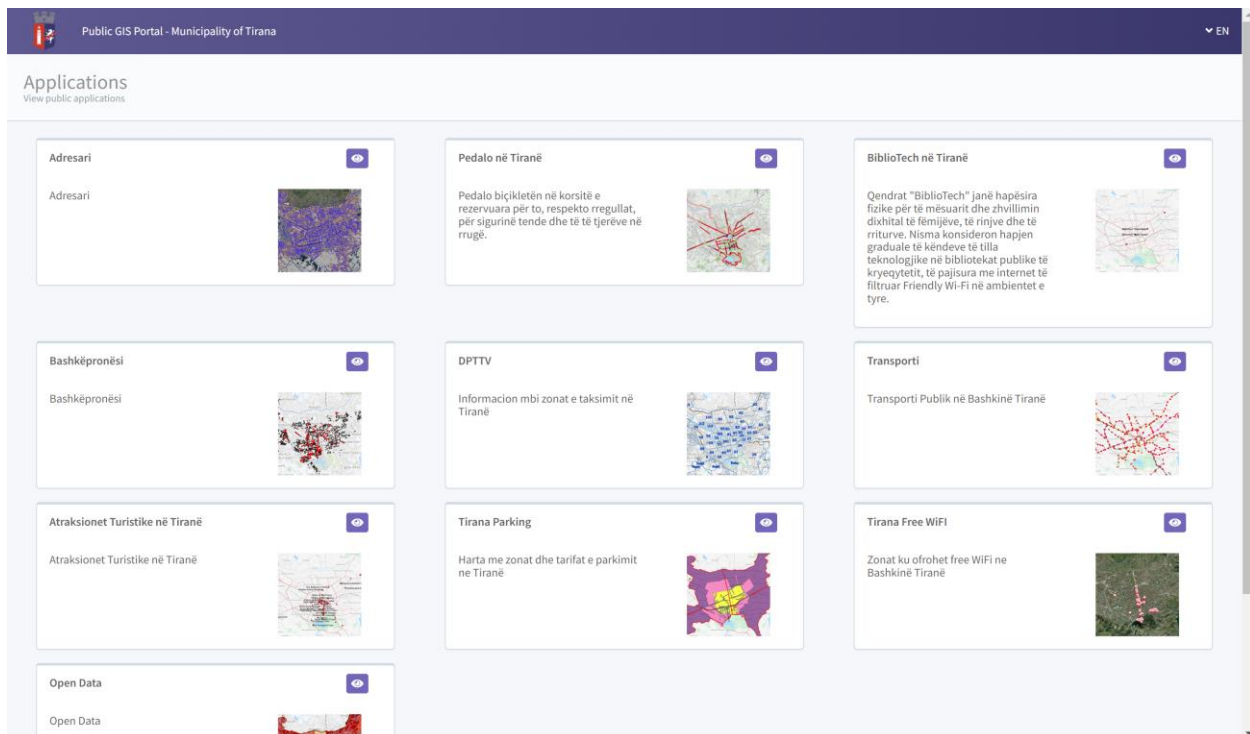 Public GIS Portal - Municipality of Tirana
EN
Applications
View public applications
Adresari
Adresari
Pedalo në Tiranë
Pedalo biçikletën në korsitë e
rezervuara për to, respekto rregullat,
për sigurinë tende dhe të të tjerëve në
rrugë.
BiblioTech në Tiranë
Qendrat "BiblioTech" janë hapësira
fizike për të mësuarit dhe zhvillimin
dixhital të fëmijëve, të rinjve dhe të
rriturve. Nisma konsideron hapjen
graduale të këndeve të tilla
teknologjike në bibliotekat publike të
kryeqytetit, të pajisura me internet të
filtruar Friendly Wi-Fi në ambientet e
tyre.
Bashkëpronësi
Bashkëpronësi
DPTTV
Informacion mbi zonat e taksimit në
Tiranë
Transporti
Transporti Publik në Bashkinë Tiranë
Atraksionet Turistike në Tiranë
Atraksionet Turistike në Tiranë
Tirana Parking
Harta me zonat dhe tarifat e parkimit
ne Tiranë
Tirana Free WiFI
Zonat ku ofrohet free WiFi ne
Bashkinë Tiranë
Open Data
Open Data